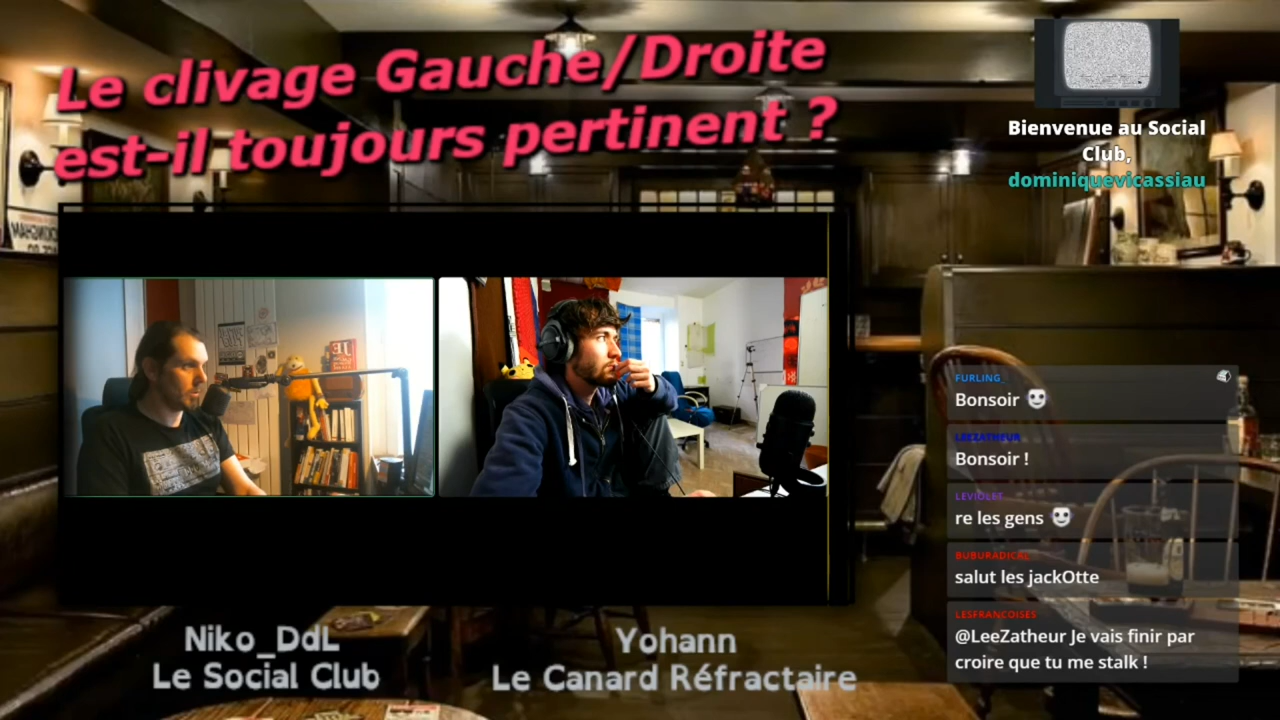 Le clivage Gauche/Droite
est-il toujours pertinent ?
Bienvenue au Social
Club,
dominiquevicassiau
FURLING_
Bonsoir
LEEZATHEUR
Bonsoir !
LEVIOLET
re les gens
BUBURADICAL
salut les jackOtte
LESFRANCOISES
@LeeZatheur Je vais finir par
croire que tu me stalk !
Niko_DdL
Le Social Club
Yohann
Le Canard Réfractaire